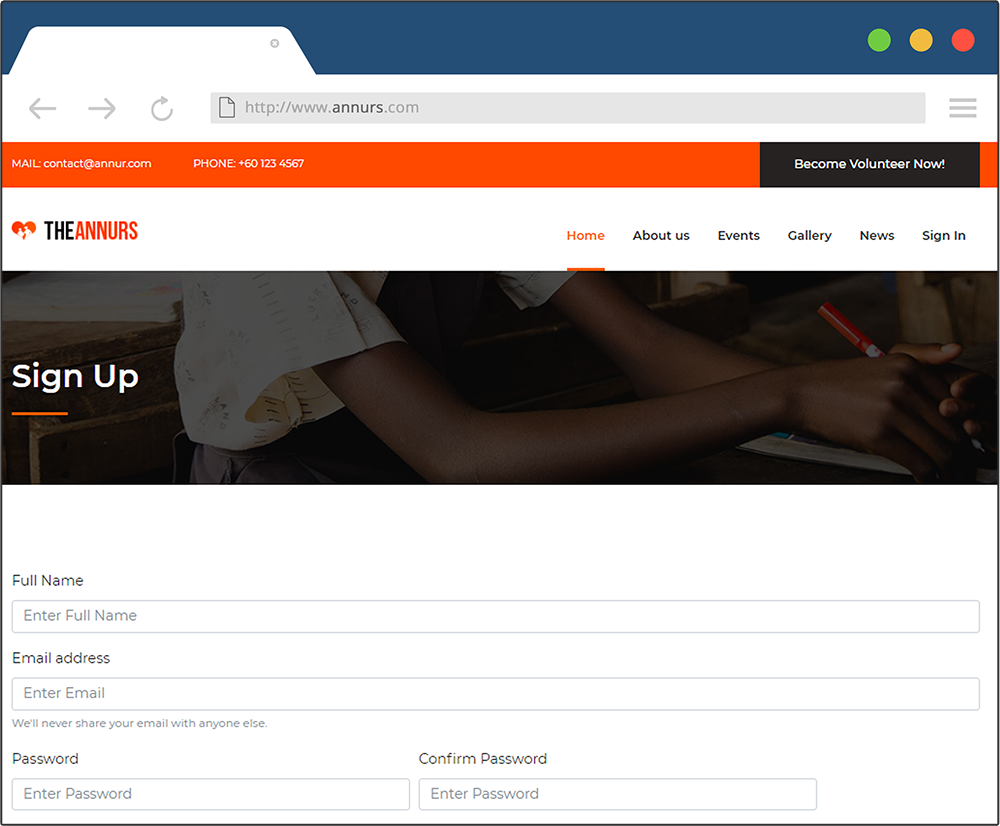 http://www.annurs.com
MAIL: contact@annur.com PHONE: +60 123 4567 Become Volunteer Now!
THEANNURS
Home About us Events Gallery News Sign In
Sign Up
Full Name
Enter Full Name
Email address
Enter Email
We'll never share your email with anyone else.
Password Confirm Password
Enter Password Enter Password